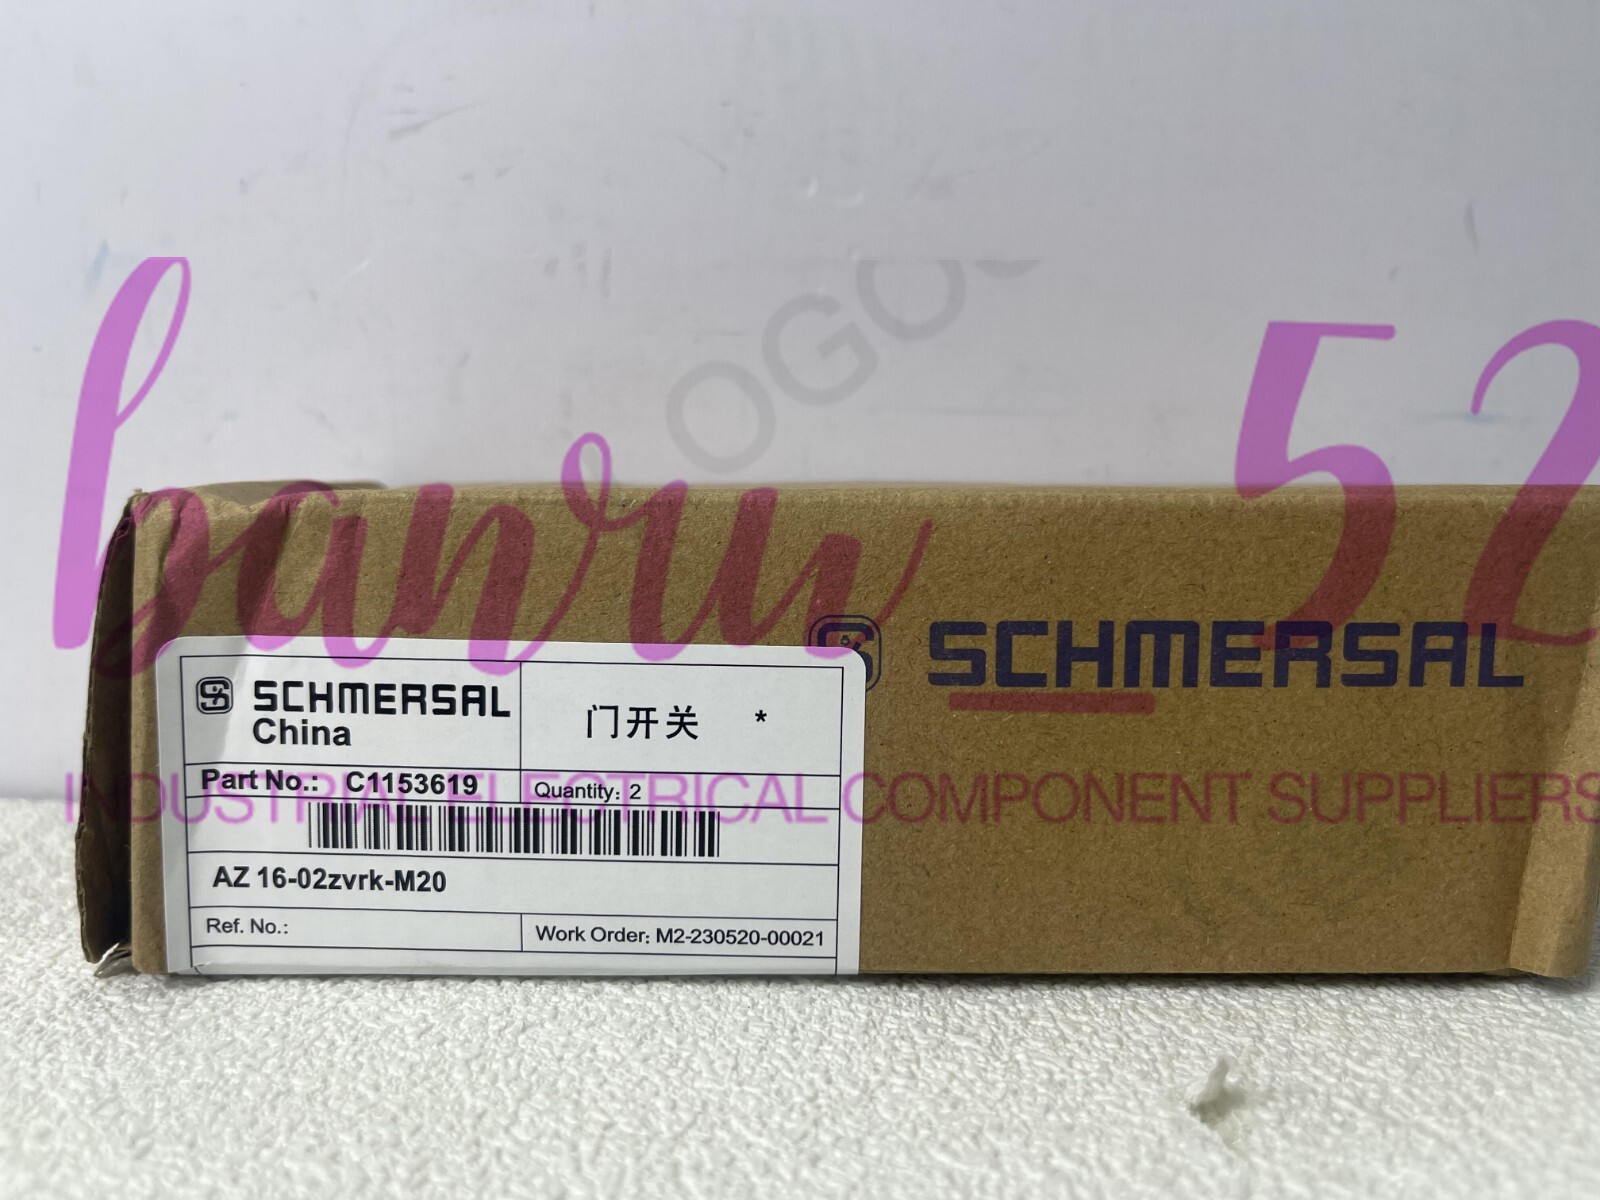 banru 52
SCHMERSAL
SCHMERSAL
China
门开关 *
Part No.: C1153619
Quantity: 2
INDUSTRIAL ELECTRICAL COMPONENT SUPPLIERS
AZ 16-02zvrk-M20
Ref. No.:
Work Order: M2-230520-00021